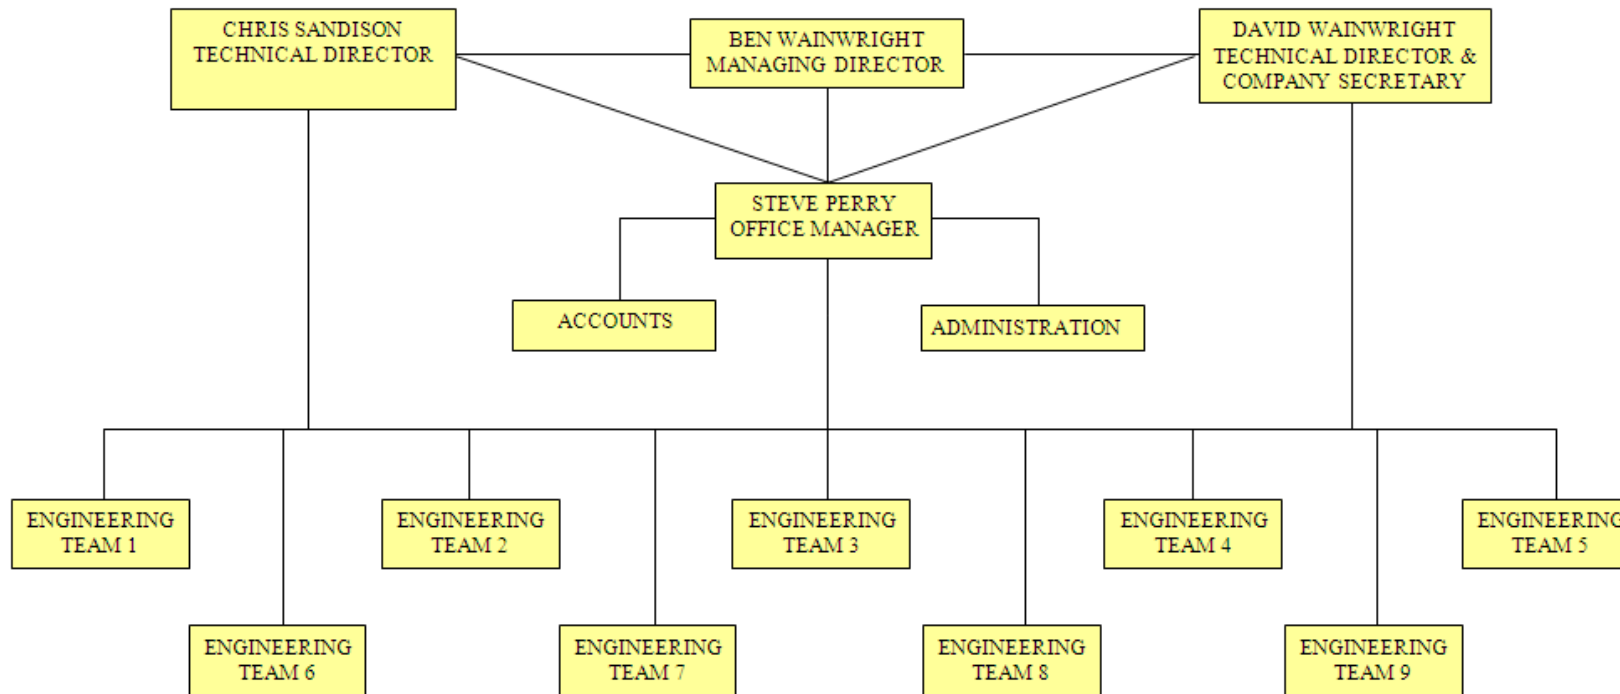 CHRIS SANDISON
TECHNICAL DIRECTOR
BEN WAINWRIGHT
MANAGING DIRECTOR
DAVID WAINWRIGHT
TECHNICAL DIRECTOR &
COMPANY SECRETARY
STEVE PERRY
OFFICE MANAGER
ACCOUNTS
ADMINISTRATION
ENGINEERING
TEAM 1
ENGINEERING
TEAM 2
ENGINEERING
TEAM 3
ENGINEERING
TEAM 4
ENGINEERING
TEAM 5
ENGINEERING
TEAM 6
ENGINEERING
TEAM 7
ENGINEERING
TEAM 8
ENGINEERING
TEAM 9